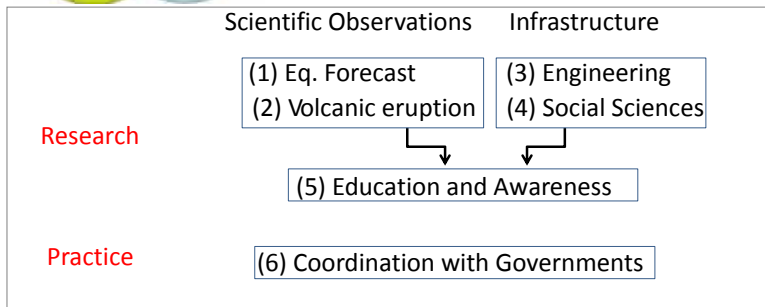 Scientific Observations Infrastructure
(1) Eq. Forecast
(2) Volcanic eruption
(3) Engineering
(4) Social Sciences
Research
(5) Education and Awareness
Practice
(6) Coordination with Governments